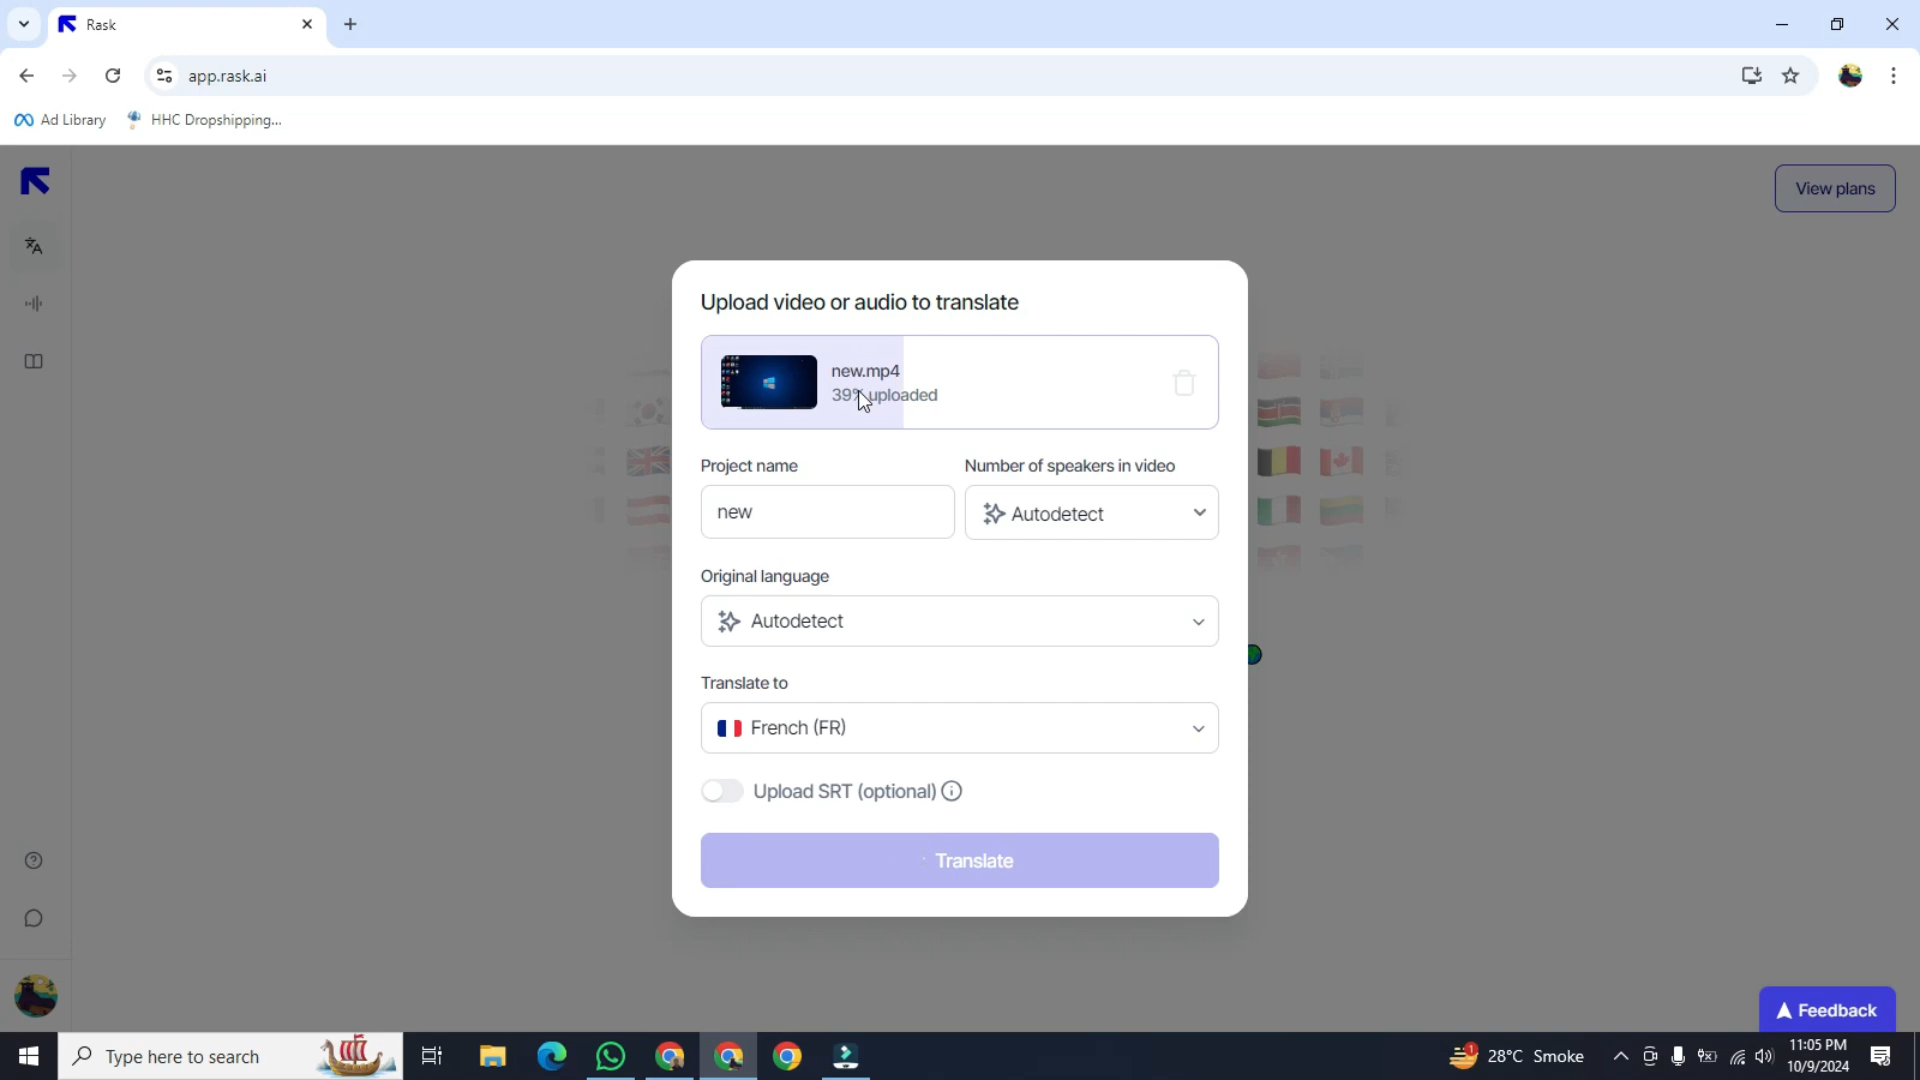 Rask
app.rask.ai
Ad Library
HHC Dropshipping...
View plans
Upload video or audio to translate
new.mp4
39% uploaded
Project name
Number of speakers in video
new
Autodetect
Original language
Autodetect
Translate to
French (FR)
Upload SRT (optional)
Translate
Feedback
Type here to search
1
28°C Smoke
11:05 PM
10/9/2024